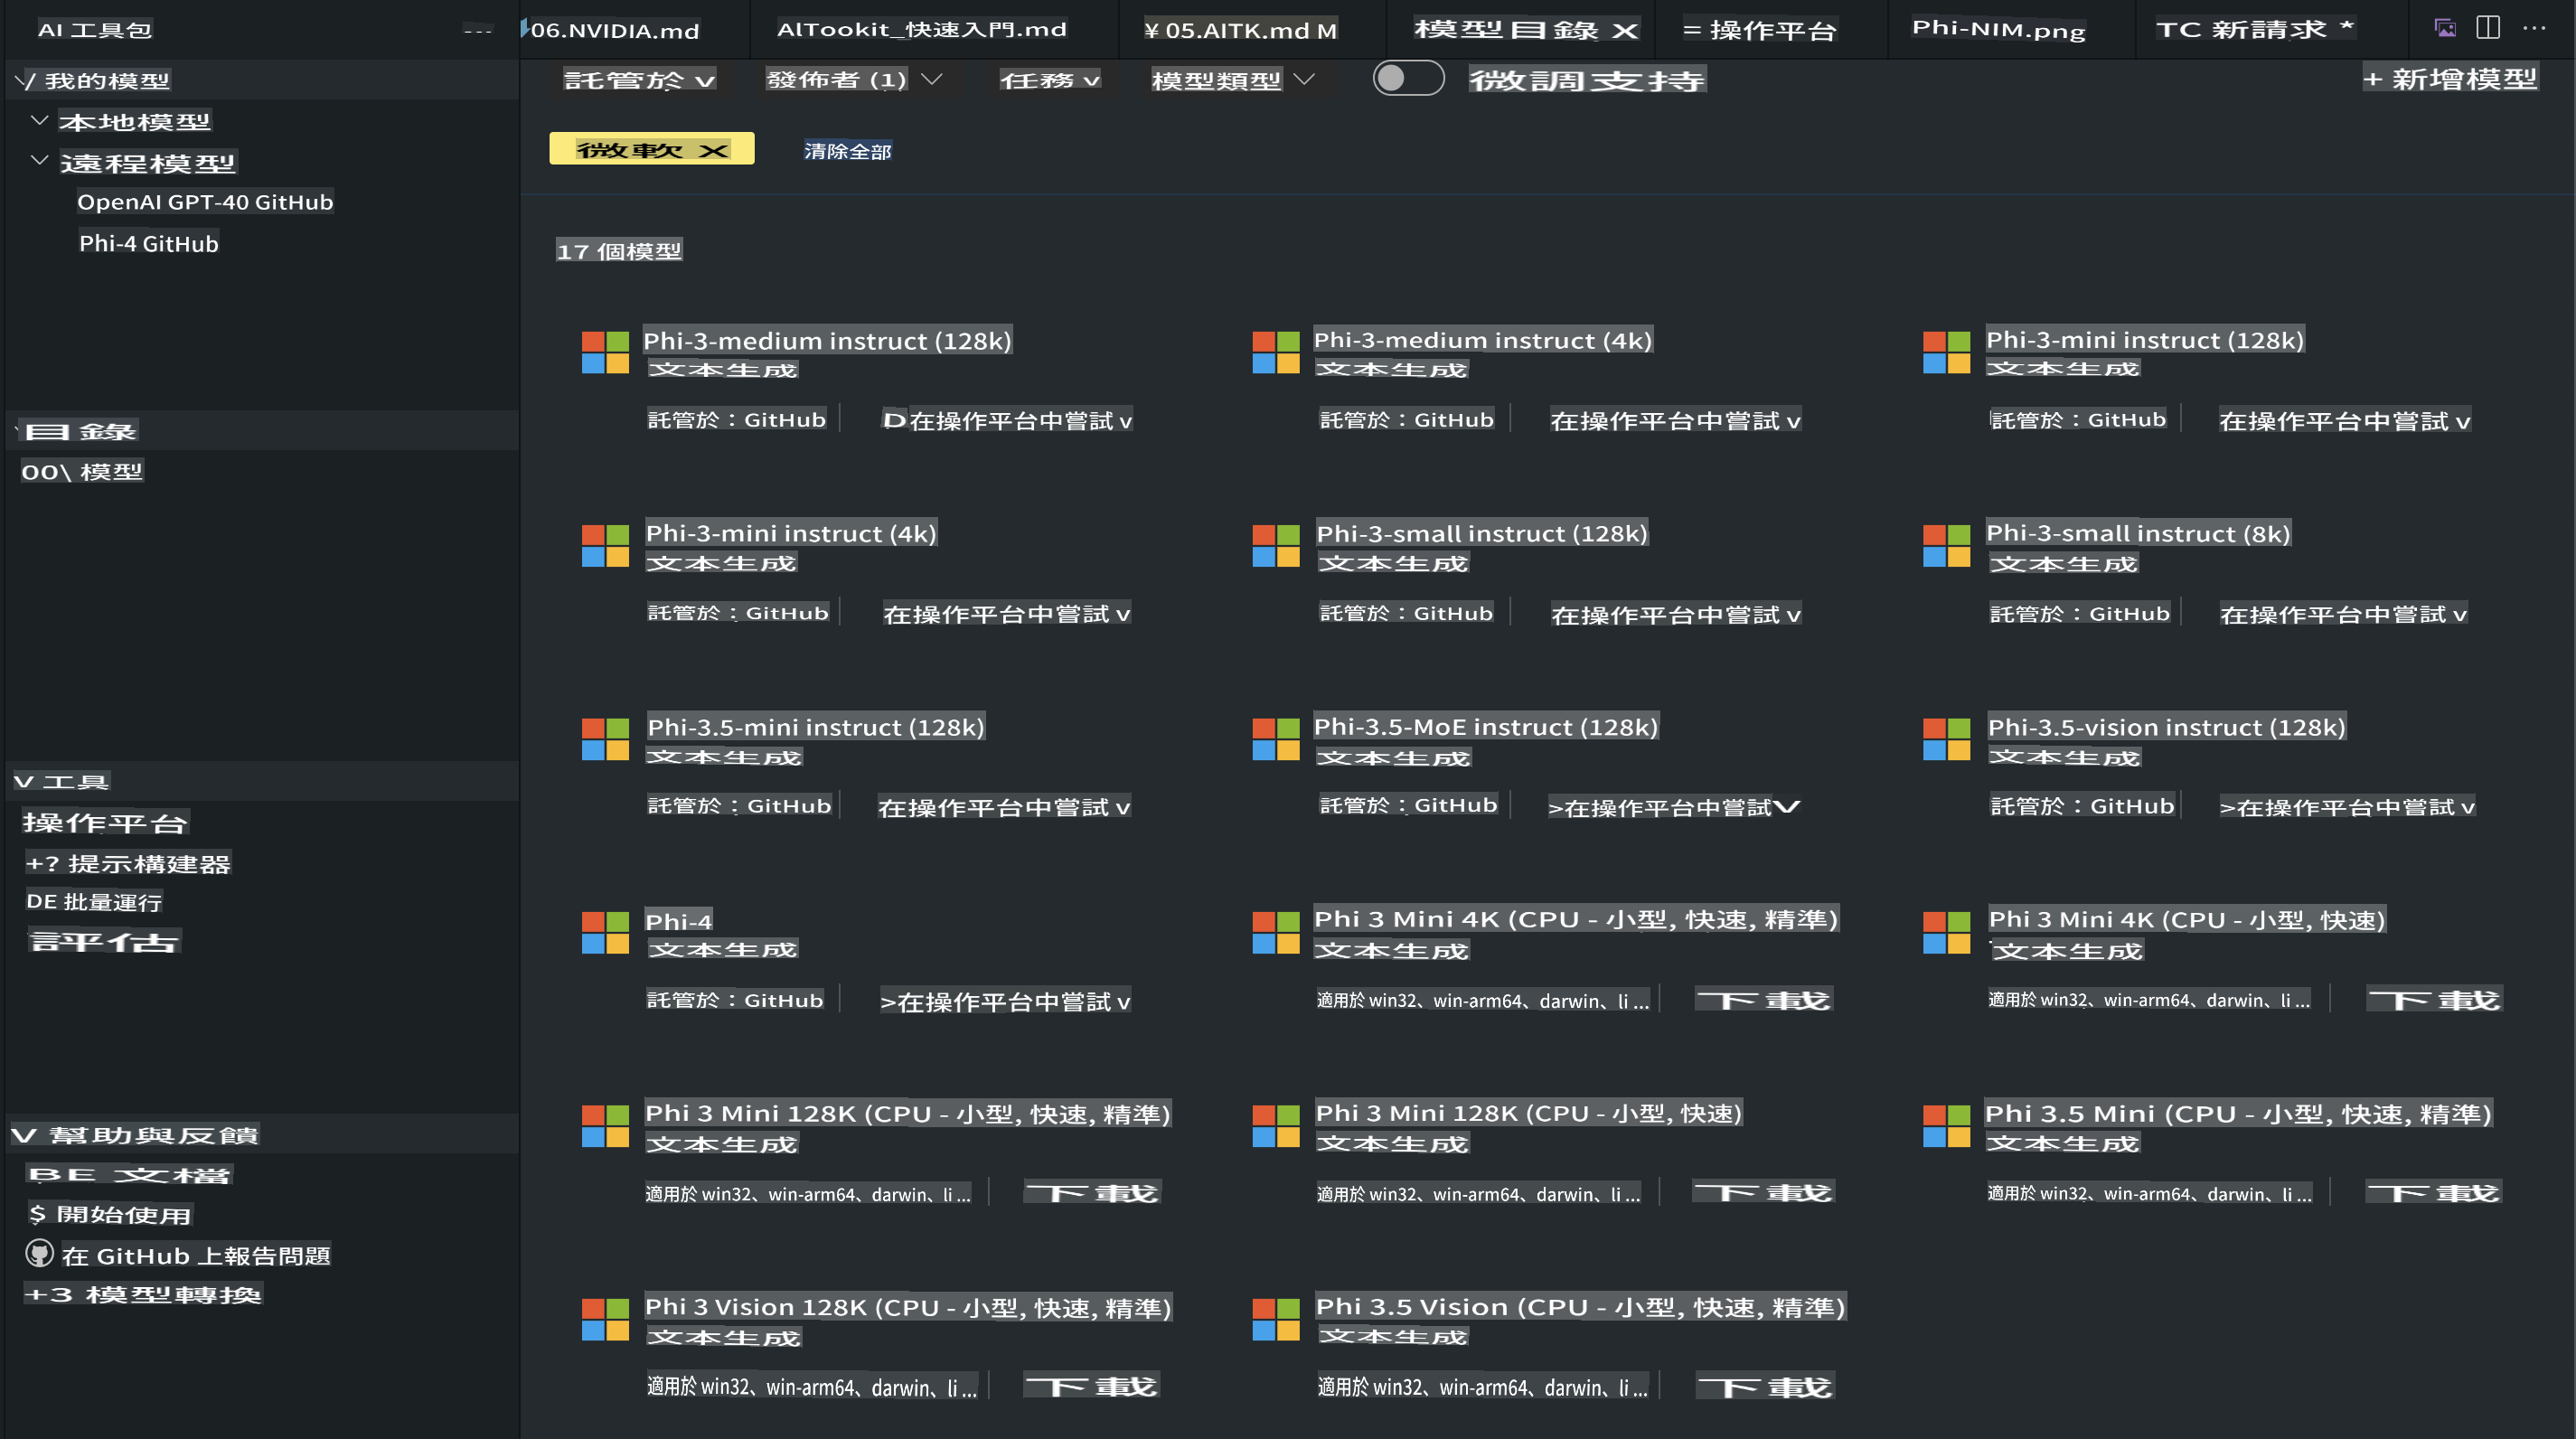 AI 工具包
...
06.NVIDIA.md
AlTookit_快速入門.md
¥ 05.AITK.md M
模型目錄 X
= 操作平台
Phi-NIM.png
TC 新請求 *
...
我的模型
本地模型
遠程模型
OpenAI GPT-40 GitHub
Phi-4 GitHub
目錄
00\ 模型
V 工具
操作平台
+? 提示構建器
DE 批量運行
評估
V 幫助與反饋
BE 文檔
$ 開始使用
在 GitHub 上報告問題
+3 模型轉換
託管於 v
發佈者 (1)
任務 v
模型類型
微調支持
+ 新增模型
微軟 X
清除全部
17 個模型
Phi-3-medium instruct (128k)
文本生成
託管於：GitHub
D 在操作平台中嘗試 v
Phi-3-medium instruct (4k)
文本生成
託管於：GitHub
在操作平台中嘗試 v
Phi-3-mini instruct (128k)
文本生成
託管於：GitHub
在操作平台中嘗試 v
Phi-3-mini instruct (4k)
文本生成
託管於：GitHub
在操作平台中嘗試 v
Phi-3-small instruct (128k)
文本生成
託管於：GitHub
在操作平台中嘗試 v
Phi-3-small instruct (8k)
文本生成
託管於：GitHub
在操作平台中嘗試 v
Phi-3.5-mini instruct (128k)
文本生成
託管於：GitHub
在操作平台中嘗試 v
Phi-3.5-MoE instruct (128k)
文本生成
託管於：GitHub
>在操作平台中嘗試V
Phi-3.5-vision instruct (128k)
文本生成
託管於：GitHub
>在操作平台中嘗試 v
Phi-4
文本生成
託管於：GitHub
>在操作平台中嘗試 v
Phi 3 Mini 4K (CPU - 小型, 快速, 精準)
文本生成
適用於 win32、win-arm64、darwin、li ...
下載
Phi 3 Mini 4K (CPU - 小型, 快速)
文本生成
適用於 win32、win-arm64、darwin、li ...
下載
Phi 3 Mini 128K (CPU - 小型, 快速, 精準)
文本生成
適用於 win32、win-arm64、darwin、li ...
下載
Phi 3 Mini 128K (CPU - 小型, 快速)
文本生成
適用於 win32、win-arm64、darwin、li ...
下載
Phi 3.5 Mini (CPU - 小型, 快速, 精準)
文本生成
適用於 win32、win-arm64、darwin、li ...
下載
Phi 3 Vision 128K (CPU - 小型, 快速, 精準)
文本生成
適用於 win32、win-arm64、darwin、li ...
下載
Phi 3.5 Vision (CPU - 小型, 快速, 精準)
文本生成
適用於 win32、win-arm64、darwin、li ...
下載